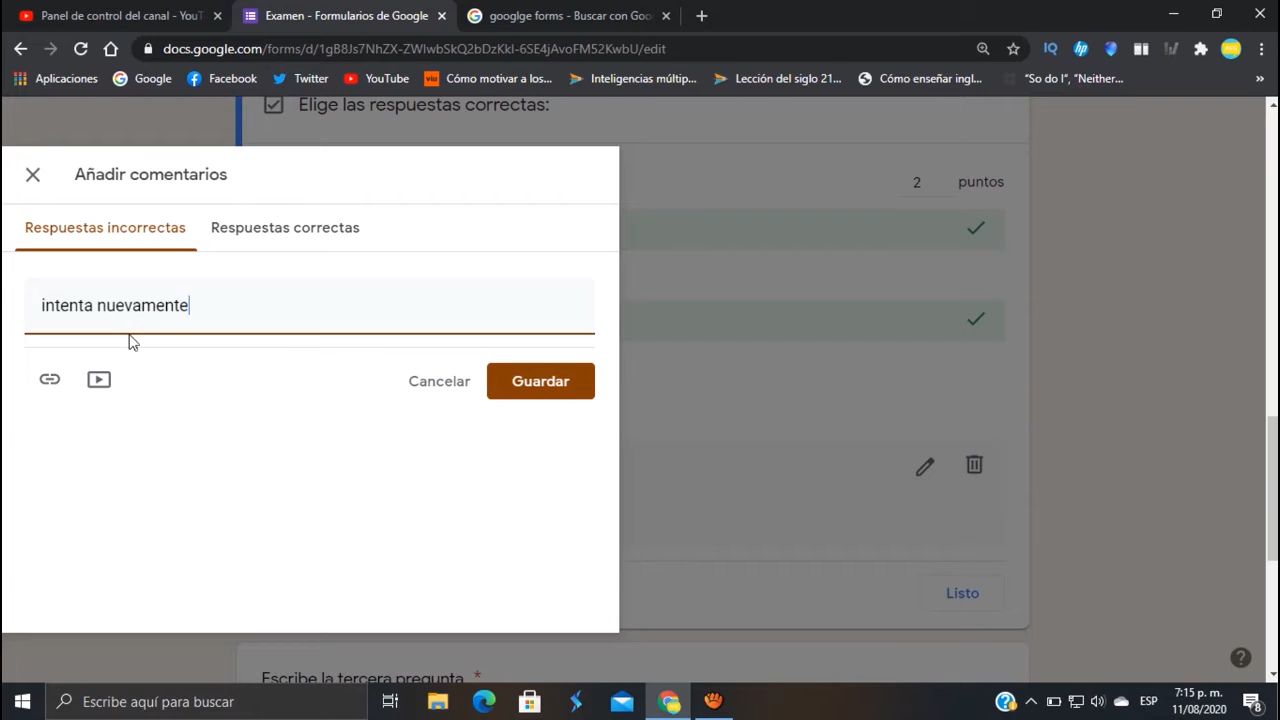 Panel de control del canal - YouT
Examen - Formularios de Google
googlge forms - Buscar con Goo
docs.google.com/forms/d/1gB8Js7NhZX-ZWIwbSkQ2bDzKkI-6SE4jAvoFM52KwbU/edit
Aplicaciones
Google
Facebook
Twitter
YouTube
Cómo motivar a los...
Inteligencias múltip...
Lección del siglo 21...
Cómo enseñar ingl...
"So do I", "Neither...
Elige las respuestas correctas:
Añadir comentarios
2 puntos
Respuestas incorrectas
Respuestas correctas
intenta nuevamente
Cancelar
Guardar
Listo
Escribe la tercera pregunta *
Escribe aquí para buscar
ESP
7:15 p. m.
11/08/2020
8